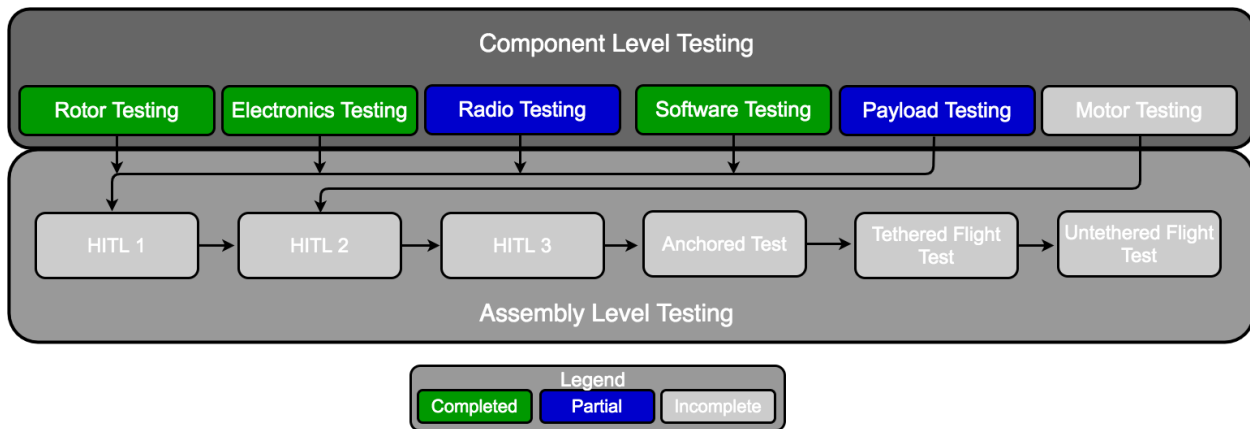 Component Level Testing
Rotor Testing
Electronics Testing
Radio Testing
Software Testing
Payload Testing
Motor Testing
HITL 1
HITL 2
HITL 3
Anchored Test
Tethered Flight
Test
Untethered Flight
Test
Assembly Level Testing
Legend
Completed
Partial
Incomplete